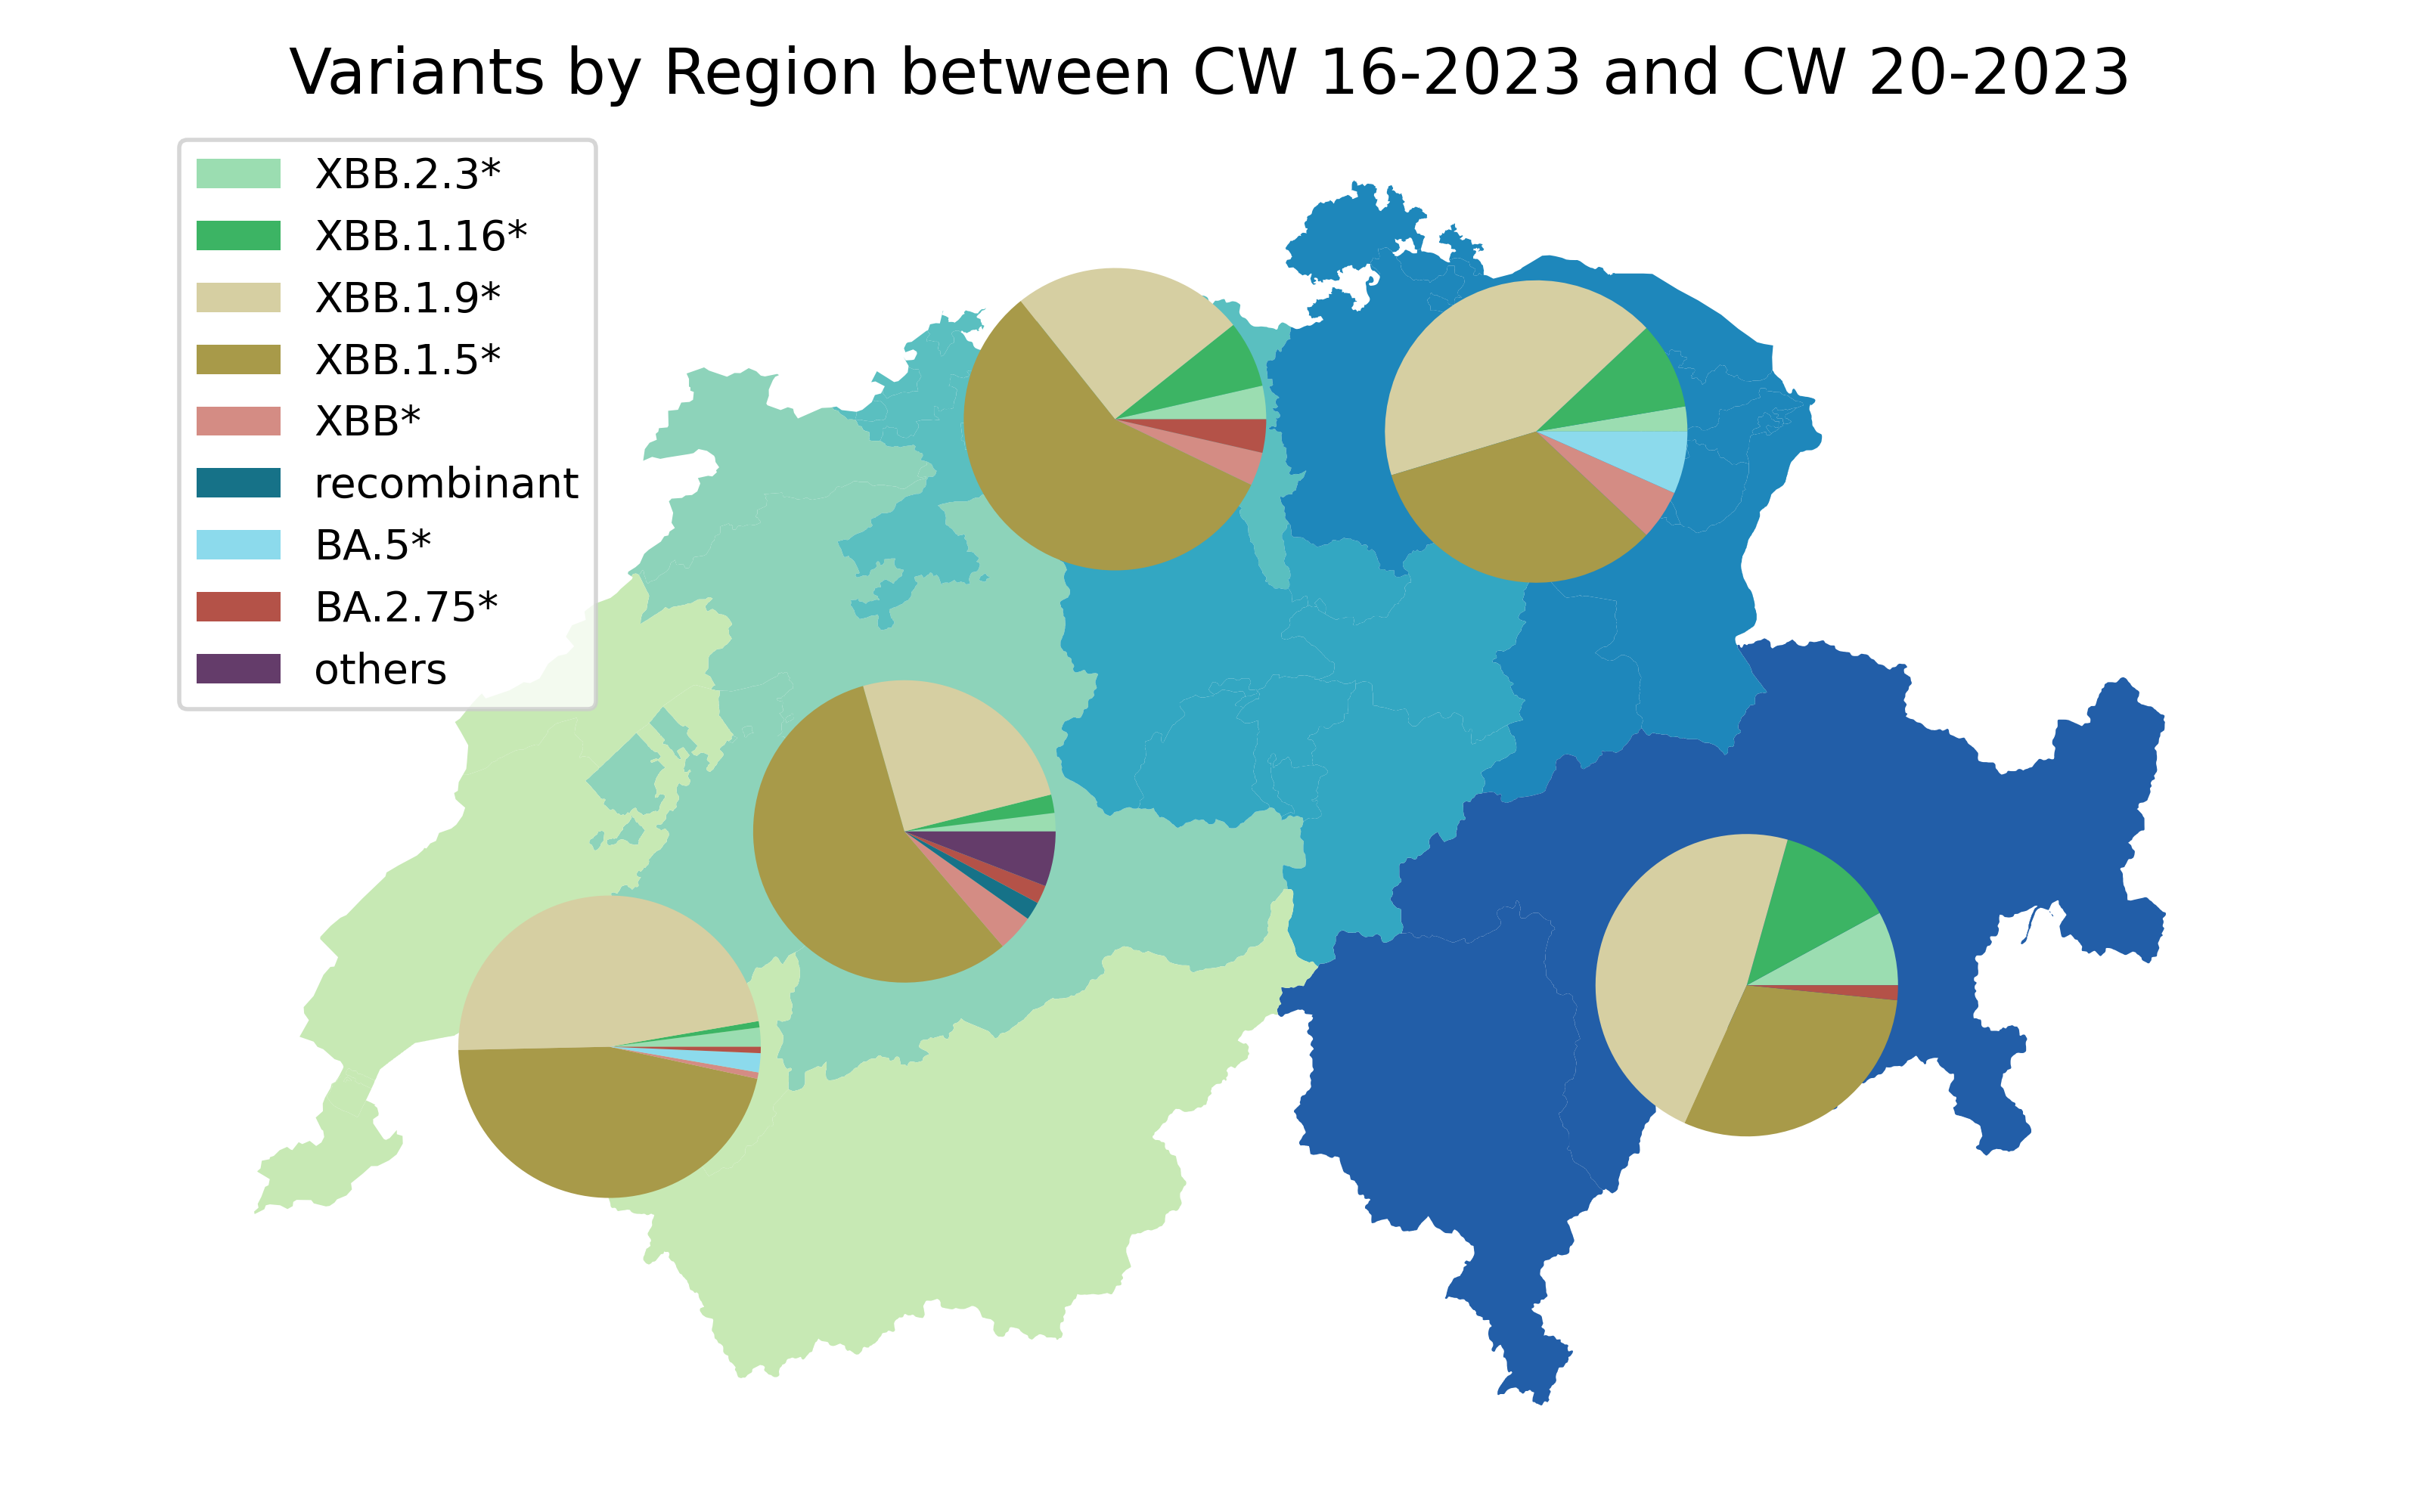 Variants by Region between CW 16-2023 and CW 20-2023
XBB.2.3*
XBB.1.16*
XBB.1.9*
XBB.1.5*
XBB*
recombinant
BA.5*
BA.2.75*
others